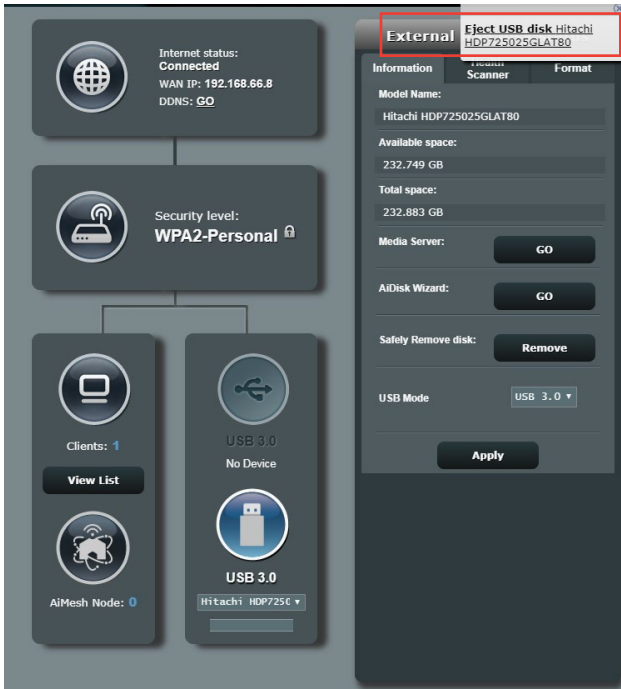 Internet status:
Connected
WAN IP: 192.168.66.8
DDNS: GO
Security level:
WPA2-Personal
Clients: 1
View List
AiMesh Node: 0
USB 3.0
No Device
USB 3.0
Hitachi HDP725C
External
Eject USB disk Hitachi
HDP725025GLAT80
Information
Health
Scanner
Format
Model Name:
Hitachi HDP725025GLAT80
Available space:
232.749 GB
Total space:
232.883 GB
Media Server:
GO
AiDisk Wizard:
GO
Safely Remove disk:
Remove
USB Mode
USB 3.0
Apply